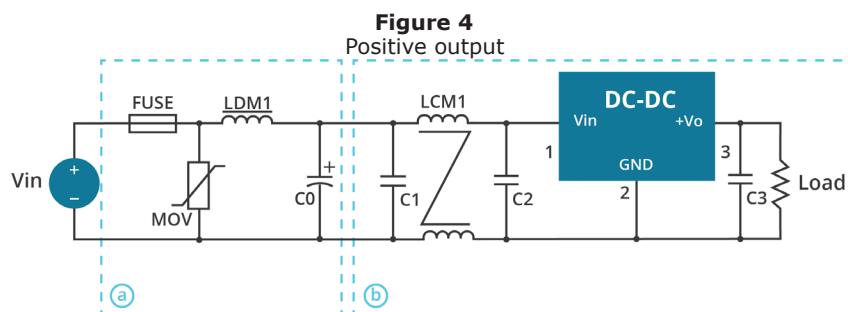 Figure 4
Positive output
FUSE
LDM1
LCM1
DC-DC
Vin
+Vo
1
3
GND
2
Vin
+
−
MOV
+
C0
C1
C2
C3
Load
a
b